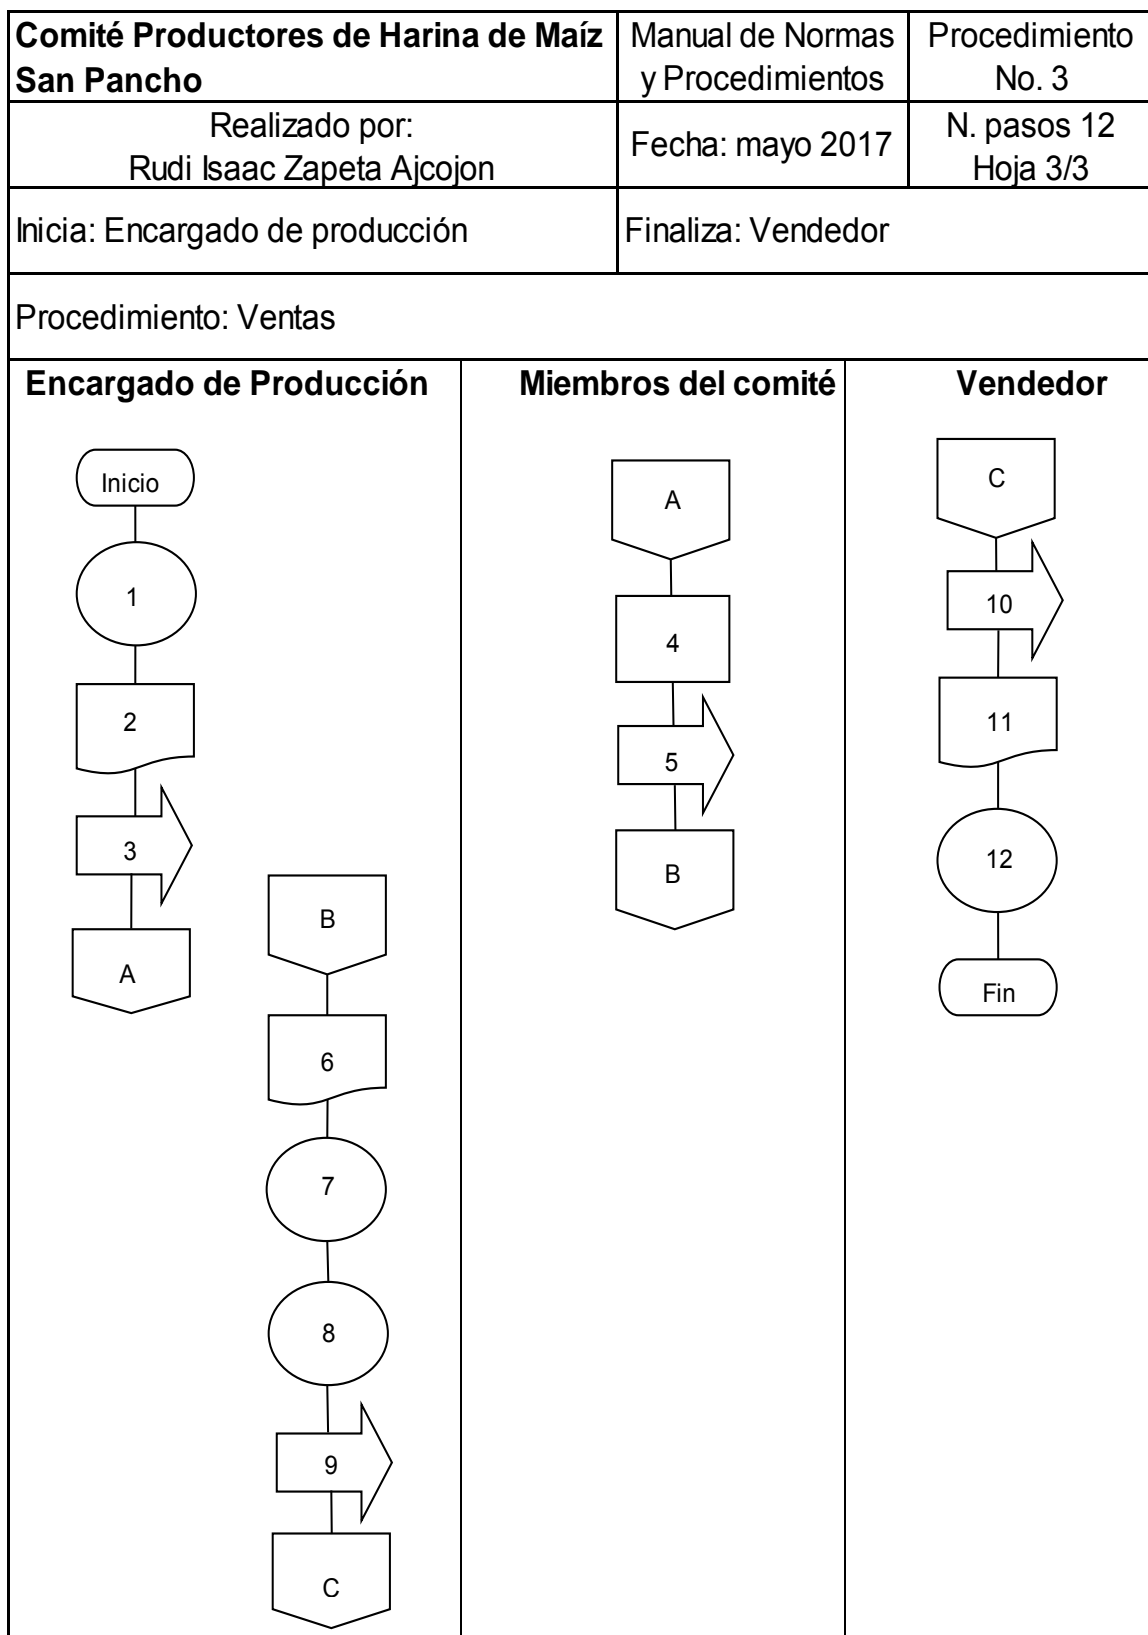 Comité Productores de Harina de Maíz
San Pancho
Manual de Normas
y Procedimientos
Procedimiento
No. 3
Realizado por:
Rudi Isaac Zapeta Ajcojon
Fecha: mayo 2017
N. pasos 12
Hoja 3/3
Inicia: Encargado de producción
Finaliza: Vendedor
Procedimiento: Ventas
Encargado de Producción
Inicio
1
2
3
A
B
6
7
8
9
C
Miembros del comité
A
4
5
B
Vendedor
C
10
11
12
Fin